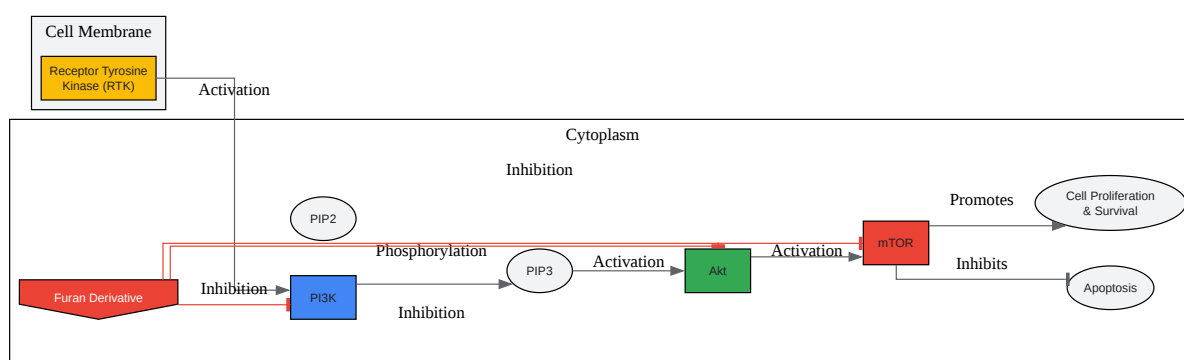 Cell Membrane
Receptor Tyrosine
Kinase (RTK)
Activation
Cytoplasm
Inhibition
Promotes
Cell Proliferation
& Survival
PIP2
mTOR
Phosphorylation
Activation
Activation
PIP3
Akt
Inhibits
Inhibition
Furan Derivative
PI3K
Apoptosis
Inhibition